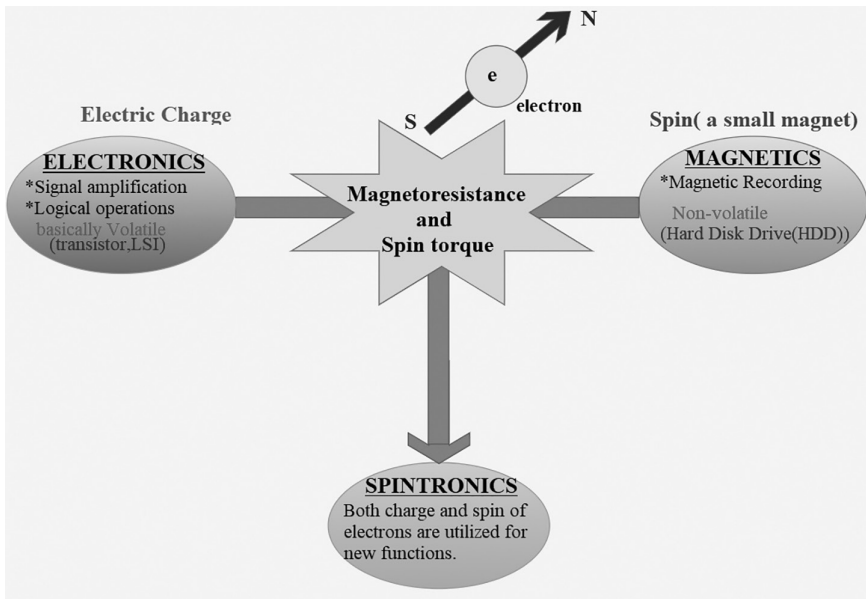 N
e
electron
S
Electric Charge
Spin( a small magnet)
ELECTRONICS
*Signal amplification
*Logical operations
basically Volatile
(transistor,LSI)
Magnetoresistance
and
Spin torque
MAGNETICS
*Magnetic Recording
Non-volatile
(Hard Disk Drive(HDD))
SPINTRONICS
Both charge and spin of
electrons are utilized for
new functions.